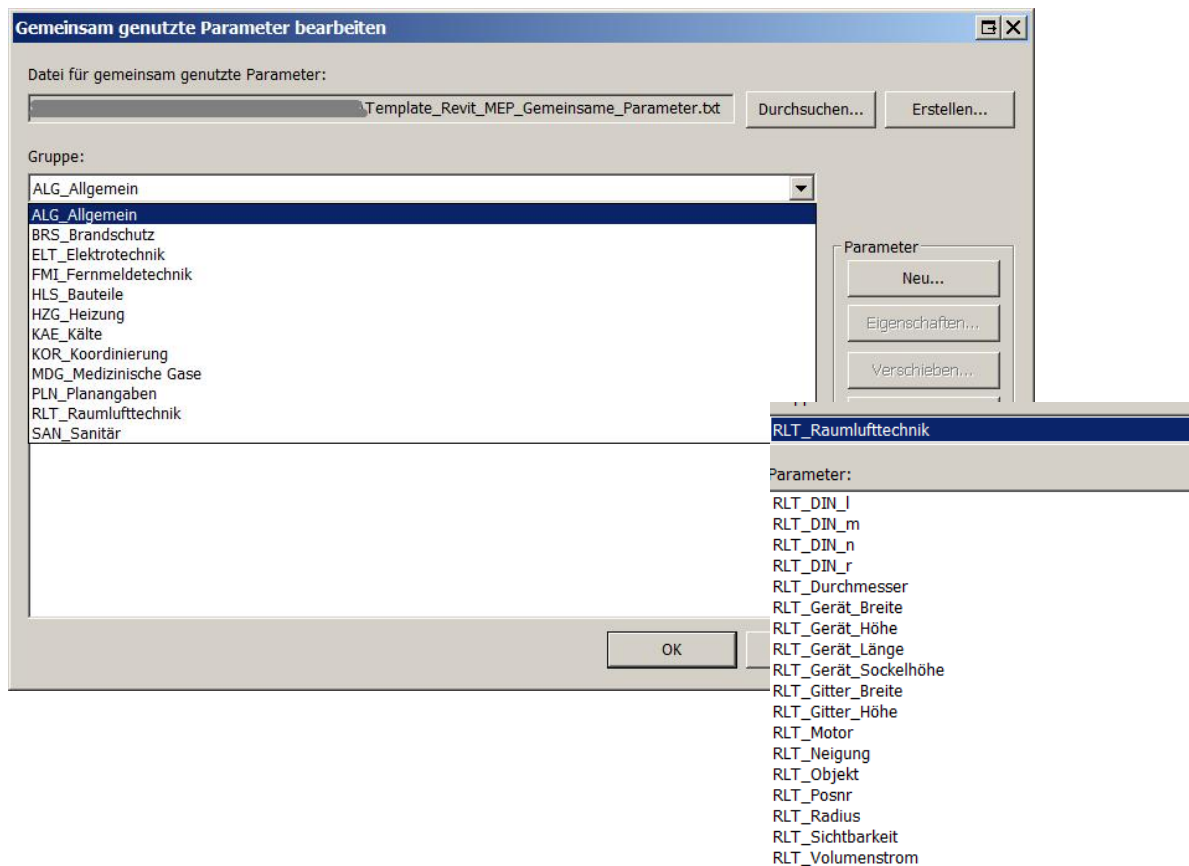 Gemeinsam genutzte Parameter bearbeiten
Datei für gemeinsam genutzte Parameter:
\Template_Revit_MEP_Gemeinsame_Parameter.txt
Durchsuchen...
Erstellen...
Gruppe:
ALG_Allgemein
ALG_Allgemein
BRS_Brandschutz
ELT_Elektrotechnik
FMI_Fernmeldetechnik
HLS_Bauteile
HZG_Heizung
KAE_Kälte
KOR_Koordinierung
MDG_Medizinische Gase
PLN_Planangaben
RLT_Raumlufttechnik
SAN_Sanitär
Parameter
Neu...
Eigenschaften...
Verschieben...
OK
RLT_Raumlufttechnik
Parameter:
RLT_DIN_l
RLT_DIN_m
RLT_DIN_n
RLT_DIN_r
RLT_Durchmesser
RLT_Gerät_Breite
RLT_Gerät_Höhe
RLT_Gerät_Länge
RLT_Gerät_Sockelhöhe
RLT_Gitter_Breite
RLT_Gitter_Höhe
RLT_Motor
RLT_Neigung
RLT_Objekt
RLT_Posnr
RLT_Radius
RLT_Sichtbarkeit
RLT_Volumenstrom